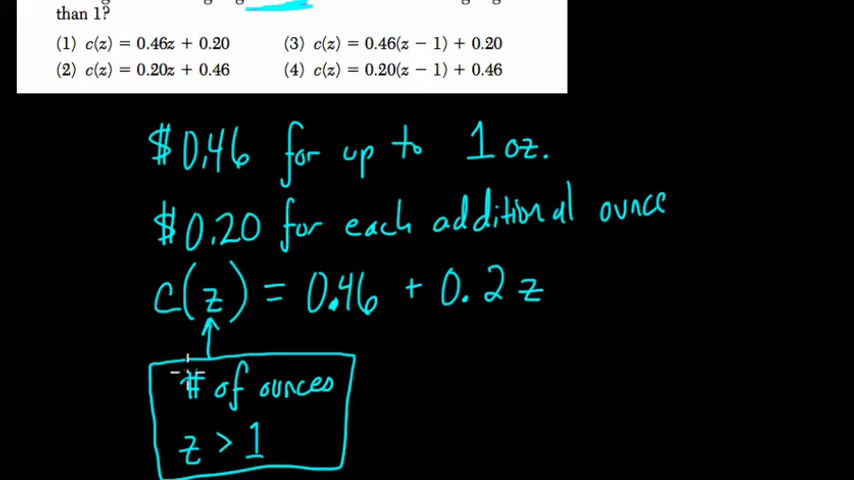 than 1?
(1) c(z) = 0.46z + 0.20 (3) c(z) = 0.46(z − 1) + 0.20
(2) c(z) = 0.20z + 0.46 (4) c(z) = 0.20(z − 1) + 0.46
$0.46 for up to 1 oz.
$0.20 for each additional ounce
c(z) = 0.46 + 0.2z
# of ounces
z > 1